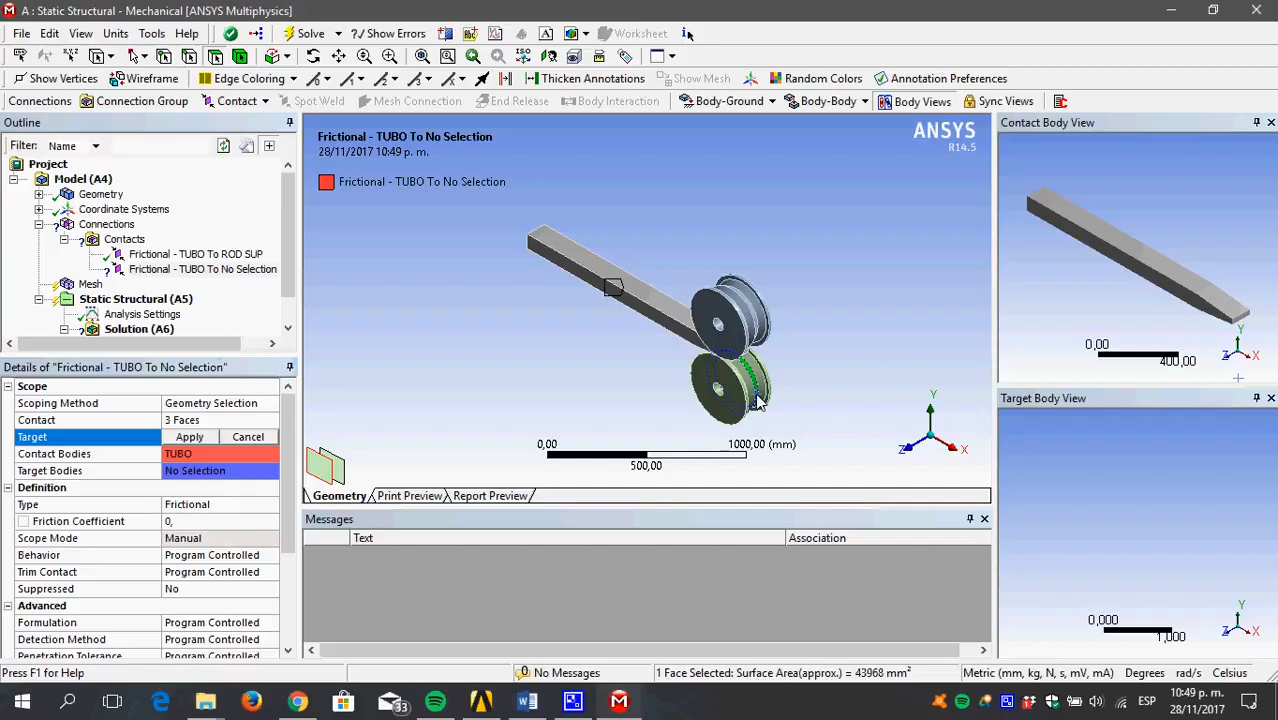 A : Static Structural - Mechanical [ANSYS Multiphysics]
File Edit View Units Tools Help Solve Show Errors Worksheet
Show Vertices Wireframe Edge Coloring Thicken Annotations Show Mesh Random Colors Annotation Preferences
Connections Connection Group Contact Spot Weld Mesh Connection End Release Body Interaction Body-Ground Body-Body Body Views Sync Views
Outline
Filter: Name
Project
Model (A4)
Geometry
Coordinate Systems
Connections
Contacts
Frictional - TUBO To ROD SUP
Frictional - TUBO To No Selection
Mesh
Static Structural (A5)
Analysis Settings
Solution (A6)
Details of "Frictional - TUBO To No Selection"
Scope
Scoping Method Geometry Selection
Contact 3 Faces
Target Apply Cancel
Contact Bodies TUBO
Target Bodies No Selection
Definition
Type Frictional
Friction Coefficient 0,
Scope Mode Manual
Behavior Program Controlled
Trim Contact Program Controlled
Suppressed No
Advanced
Formulation Program Controlled
Detection Method Program Controlled
Penetration Tolerance Program Controlled
Frictional - TUBO To No Selection
28/11/2017 10:49 p. m.
Frictional - TUBO To No Selection
ANSYS
R14.5
0,00 1000,00 (mm)
500,00
Y
Z X
Geometry Print Preview Report Preview
Messages
Text Association
Contact Body View
0,00
400,00
Y
Z X
Target Body View
0,000
1,000
Y
Z X
Press F1 for Help No Messages 1 Face Selected: Surface Area(approx.) = 43968 mm² Metric (mm, kg, N, s, mV, mA) Degrees rad/s Celsius
33
ESP
10:49 p. m.
28/11/2017